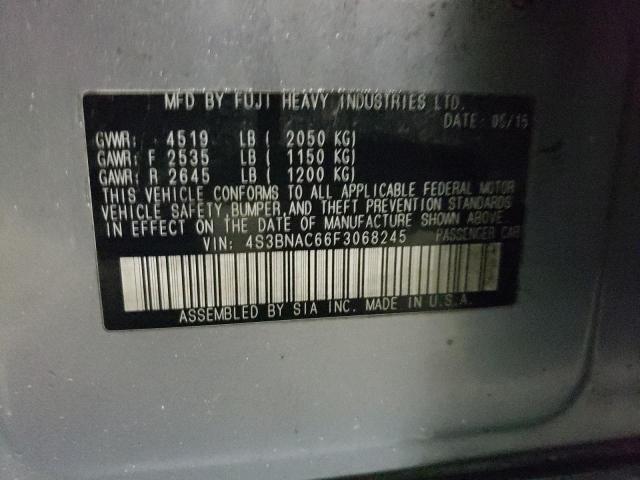 MFD BY FUJI HEAVY INDUSTRIES LTD.
DATE: 05/15
GVWR: 4519 LB ( 2050 KG)
GAWR: F 2535 LB ( 1150 KG)
GAWR: R 2645 LB ( 1200 KG)
THIS VEHICLE CONFORMS TO ALL APPLICABLE FEDERAL MOTOR
VEHICLE SAFETY, BUMPER, AND THEFT PREVENTION STANDARDS
IN EFFECT ON THE DATE OF MANUFACTURE SHOWN ABOVE.
VIN: 4S3BNAC66F3068245 PASSENGER CAR
ASSEMBLED BY SIA INC. MADE IN U.S.A.